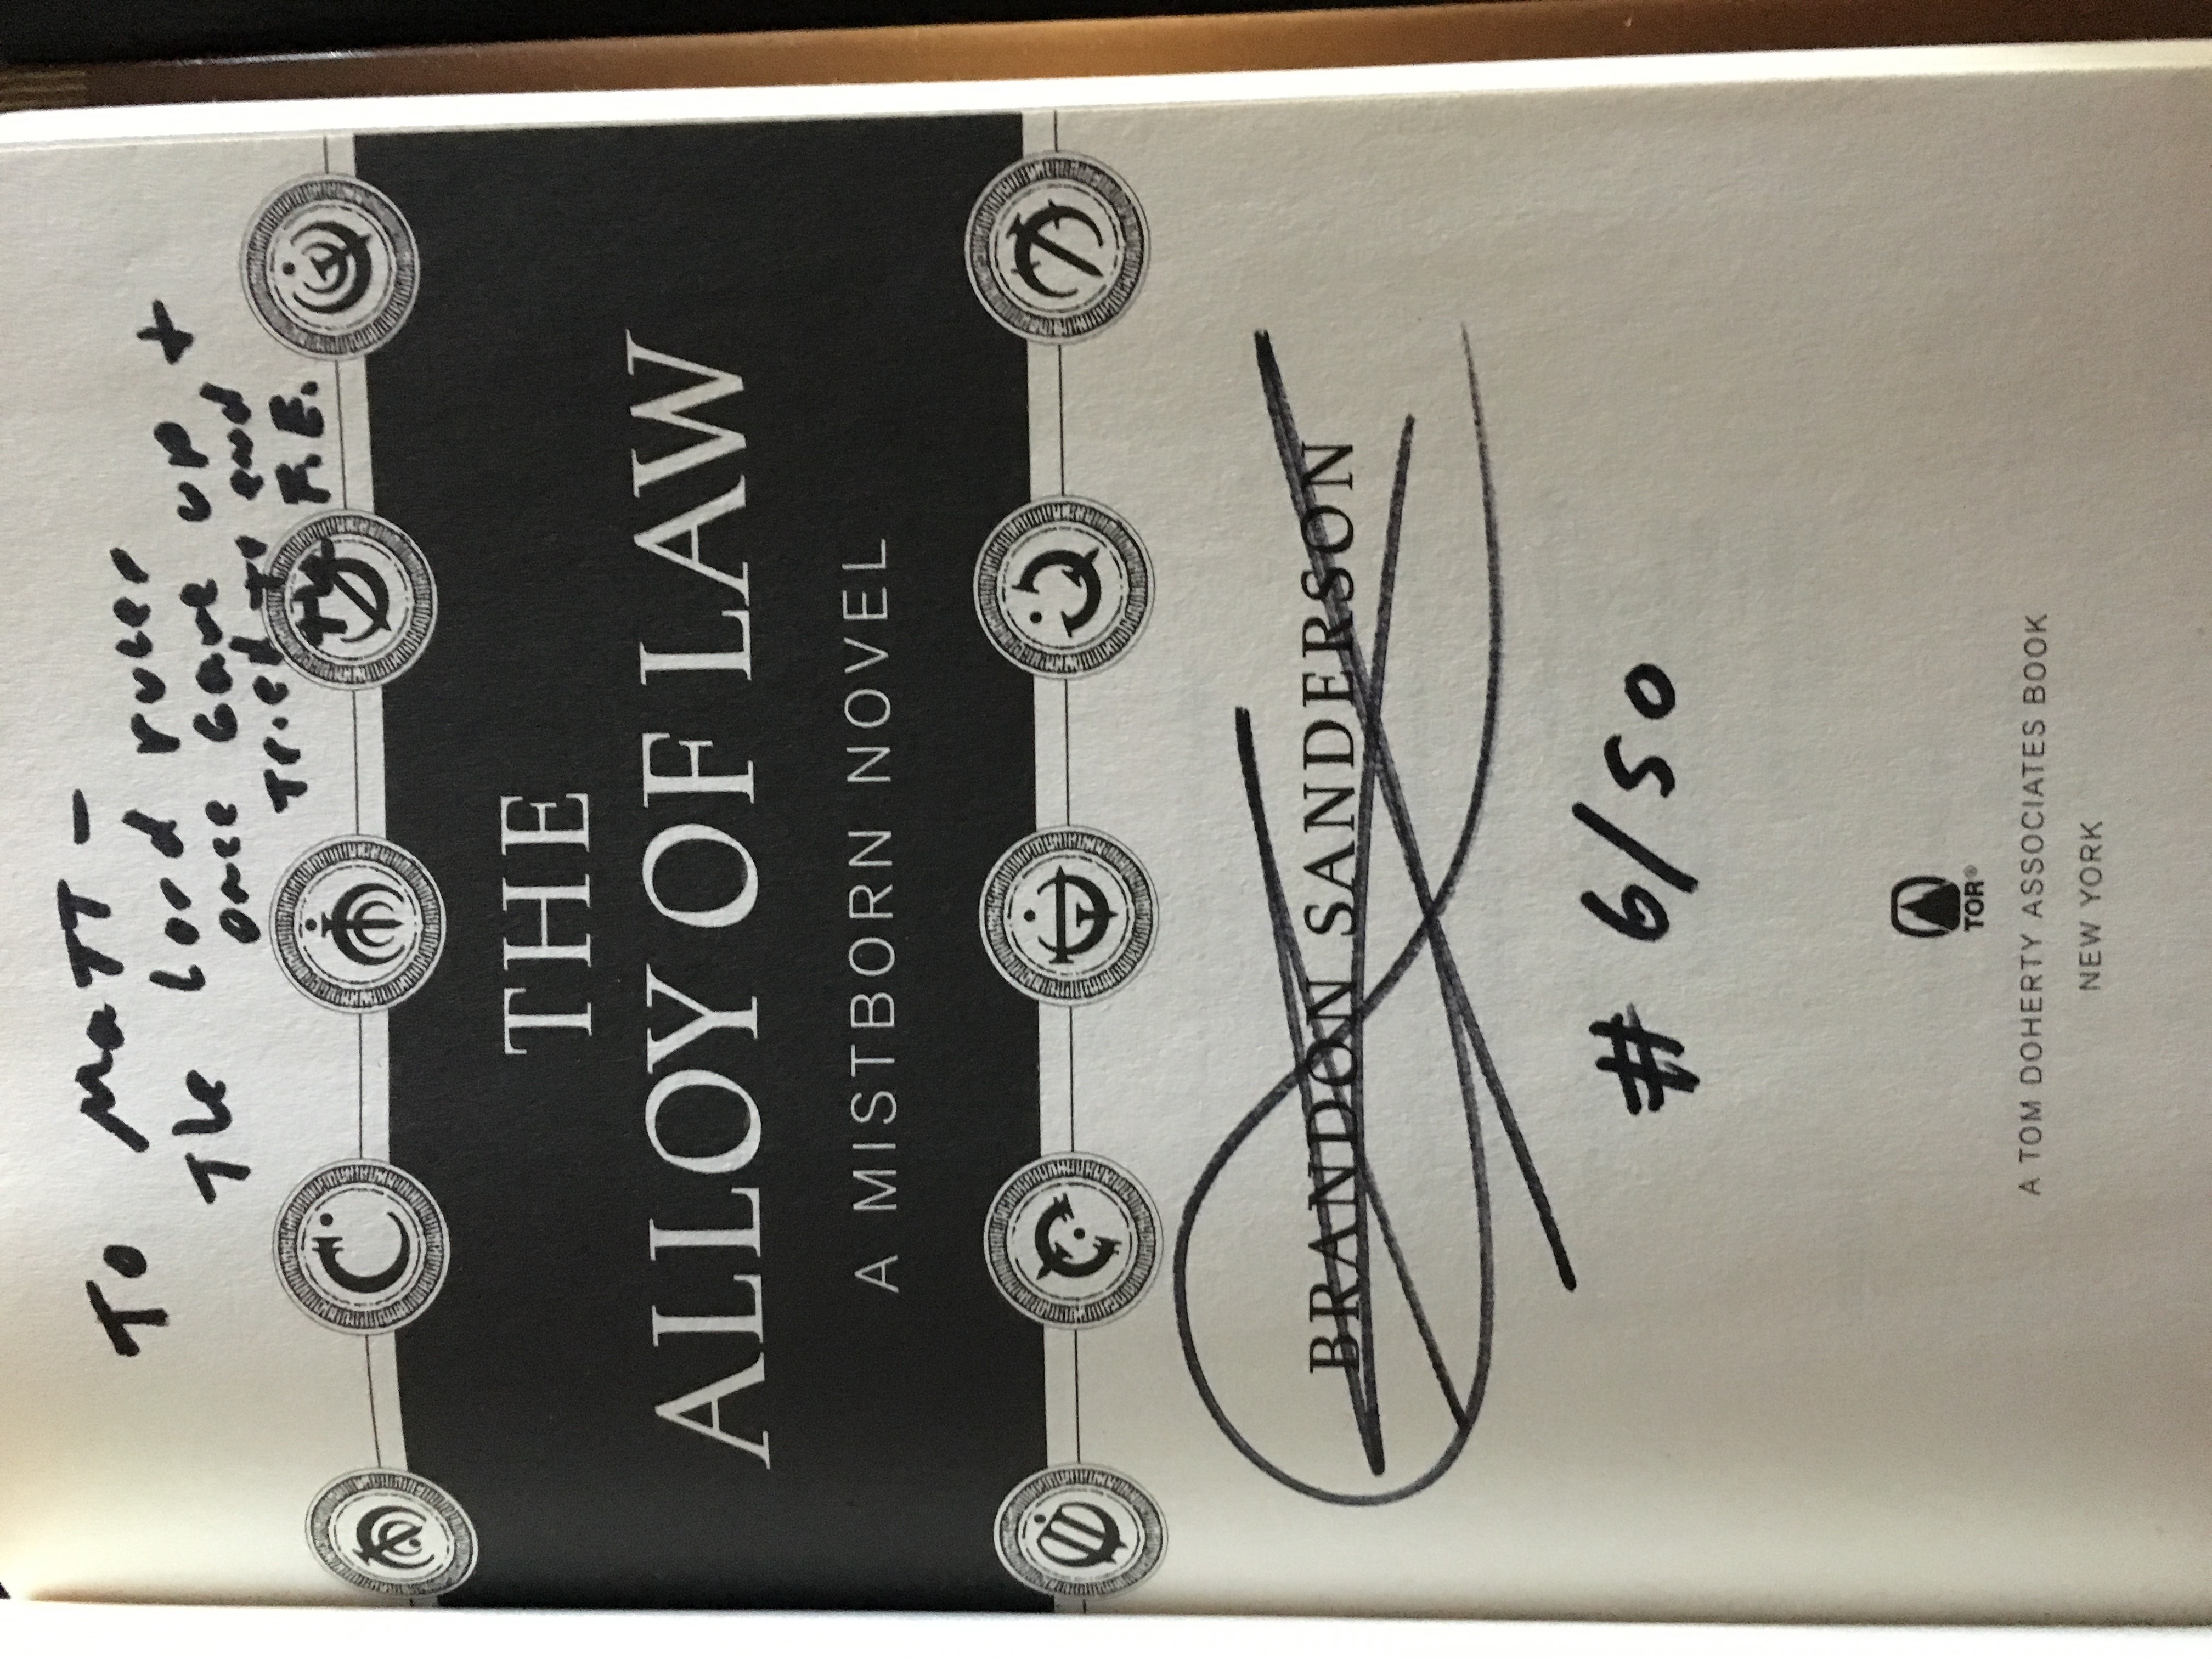 To Matt -
The Lord ruler
once gave up +
tried to end
The F.E.
THE
ALLOY OF LAW
A MISTBORN NOVEL
BRANDON SANDERSON
# 6/50
TOR®
A TOM DOHERTY ASSOCIATES BOOK
NEW YORK